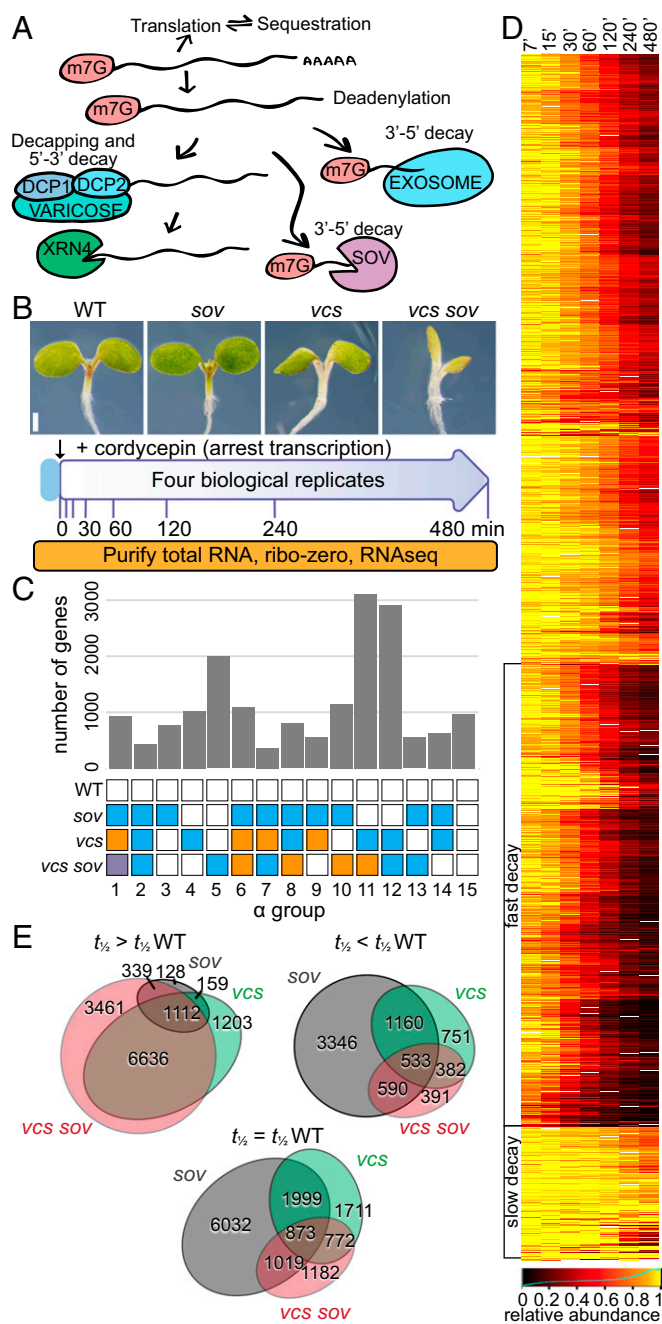 A
Translation ⇌ Sequestration
m7G
AAAAA
m7G
Deadenylation
Decapping and
5'-3' decay
3'-5' decay
DCP1
DCP2
VARICOSE
m7G
EXOSOME
XRN4
3'-5' decay
m7G
SOV
B
WT sov vcs vcs sov
+ cordycepin (arrest transcription)
Four biological replicates
0 30 60 120 240 480 min
Purify total RNA, ribo-zero, RNAseq
C
number of genes
3000
2000
1000
0
WT
sov
vcs
vcs sov
1 2 3 4 5 6 7 8 9 10 11 12 13 14 15
α group
D
7' 15' 30' 60' 120' 240' 480'
fast decay
slow decay
0 0.2 0.4 0.6 0.8 1
relative abundance
E
t½ > t½ WT
sov
vcs
vcs sov
339
128
159
3461
1112
1203
6636
t½ < t½ WT
sov
vcs
vcs sov
1160
3346
751
533
382
590
391
t½ = t½ WT
sov
vcs
vcs sov
1999
6032
1711
873
772
1019
1182